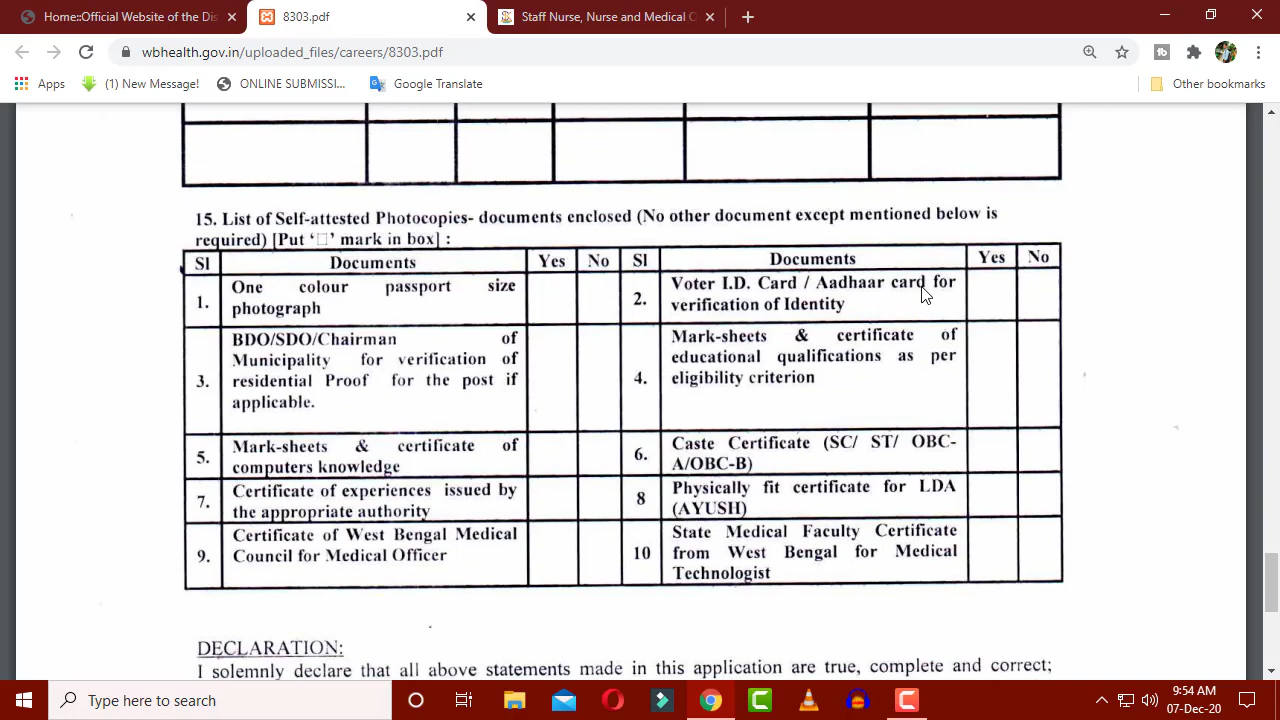 Home::Official Website of the Dis
8303.pdf
Staff Nurse, Nurse and Medical O
wbhealth.gov.in/uploaded_files/careers/8303.pdf
Apps
(1) New Message!
ONLINE SUBMISSI...
Google Translate
Other bookmarks
15. List of Self-attested Photocopies- documents enclosed (No other document except mentioned below is
required) [Put ‘□’ mark in box] :
Sl Documents Yes No Sl Documents Yes No
1. One colour passport size
photograph
2. Voter I.D. Card / Aadhaar card for
verification of Identity
3. BDO/SDO/Chairman of
Municipality for verification of
residential Proof for the post if
applicable.
4. Mark-sheets & certificate of
educational qualifications as per
eligibility criterion
5. Mark-sheets & certificate of
computers knowledge
6. Caste Certificate (SC/ ST/ OBC-
A/OBC-B)
7. Certificate of experiences issued by
the appropriate authority
8 Physically fit certificate for LDA
(AYUSH)
9. Certificate of West Bengal Medical
Council for Medical Officer
10 State Medical Faculty Certificate
from West Bengal for Medical
Technologist
DECLARATION:
I solemnly declare that all above statements made in this application are true, complete and correct;
Type here to search
9:54 AM
07-Dec-20